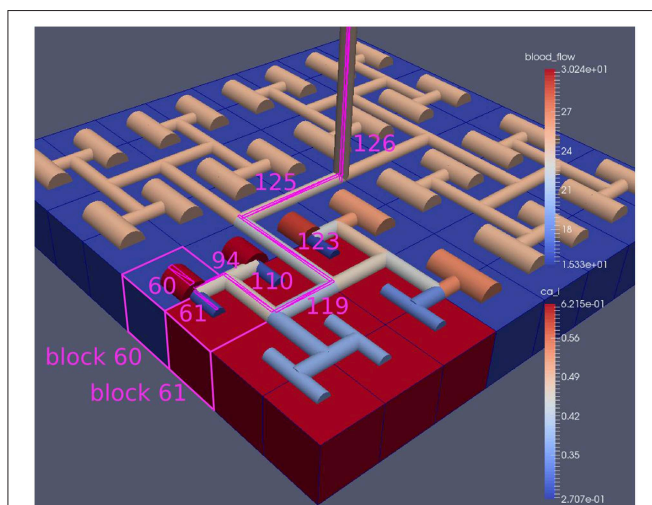 blood_flow
3.024e+01
27
24
21
18
1.533e+01
126
125
123
94
110
60
61
119
block 60
block 61
ca_i
6.215e-01
0.56
0.49
0.42
0.35
2.707e-01